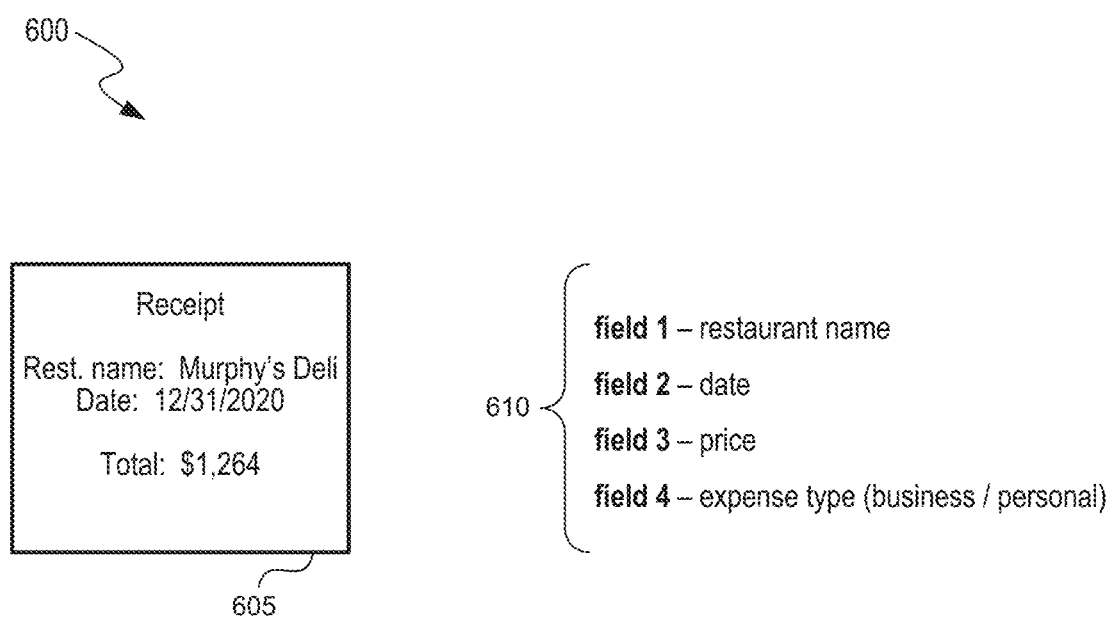 600
Receipt
Rest. name: Murphy's Deli
Date: 12/31/2020
Total: $1,264
605
610
field 1 – restaurant name
field 2 – date
field 3 – price
field 4 – expense type (business / personal)